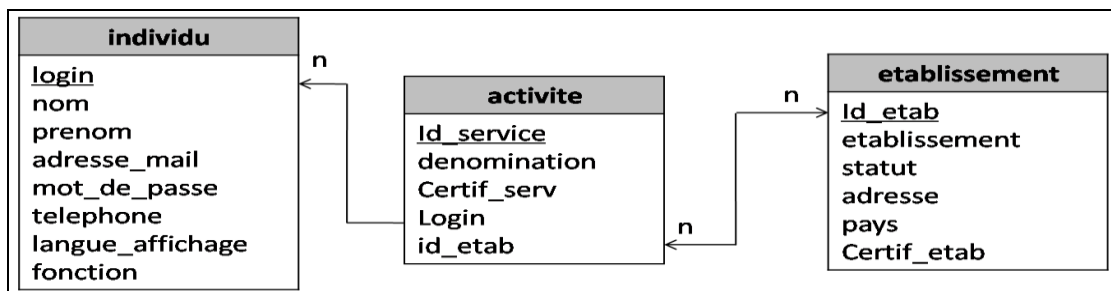 individu
login
nom
prenom
adresse_mail
mot_de_passe
telephone
langue_affichage
fonction
n
activite
Id_service
denomination
Certif_serv
Login
id_etab
n
n
etablissement
Id_etab
etablissement
statut
adresse
pays
Certif_etab